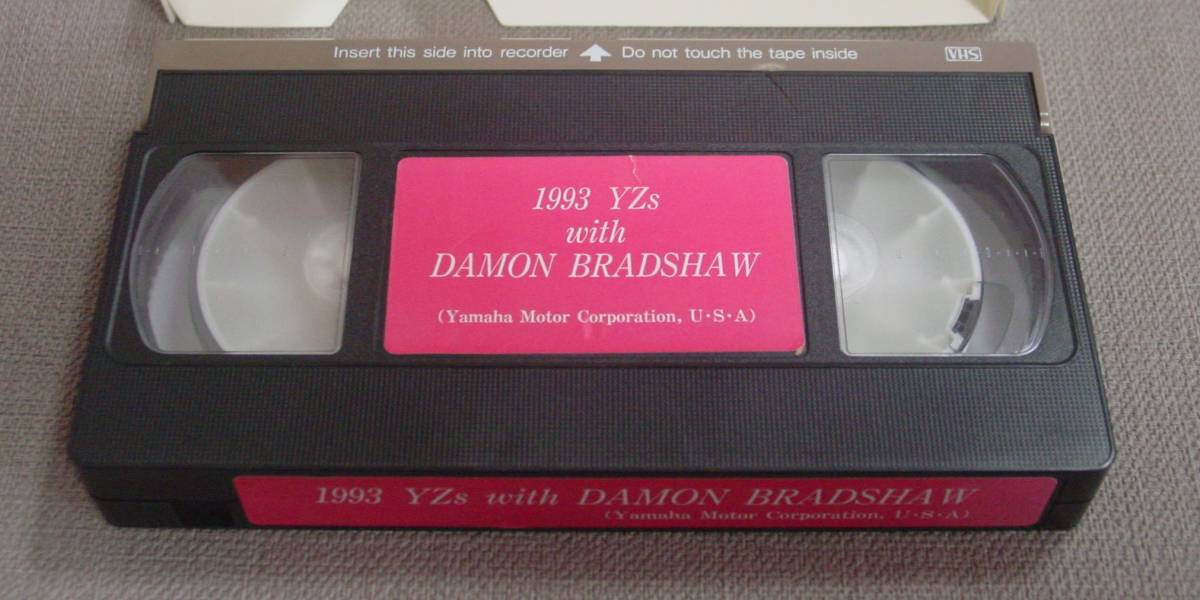 Insert this side into recorder Do not touch the tape inside VHS
1993 YZs
with
DAMON BRADSHAW
(Yamaha Motor Corporation, U·S·A)
1993 YZs with DAMON BRADSHAW
(Yamaha Motor Corporation, U·S·A)